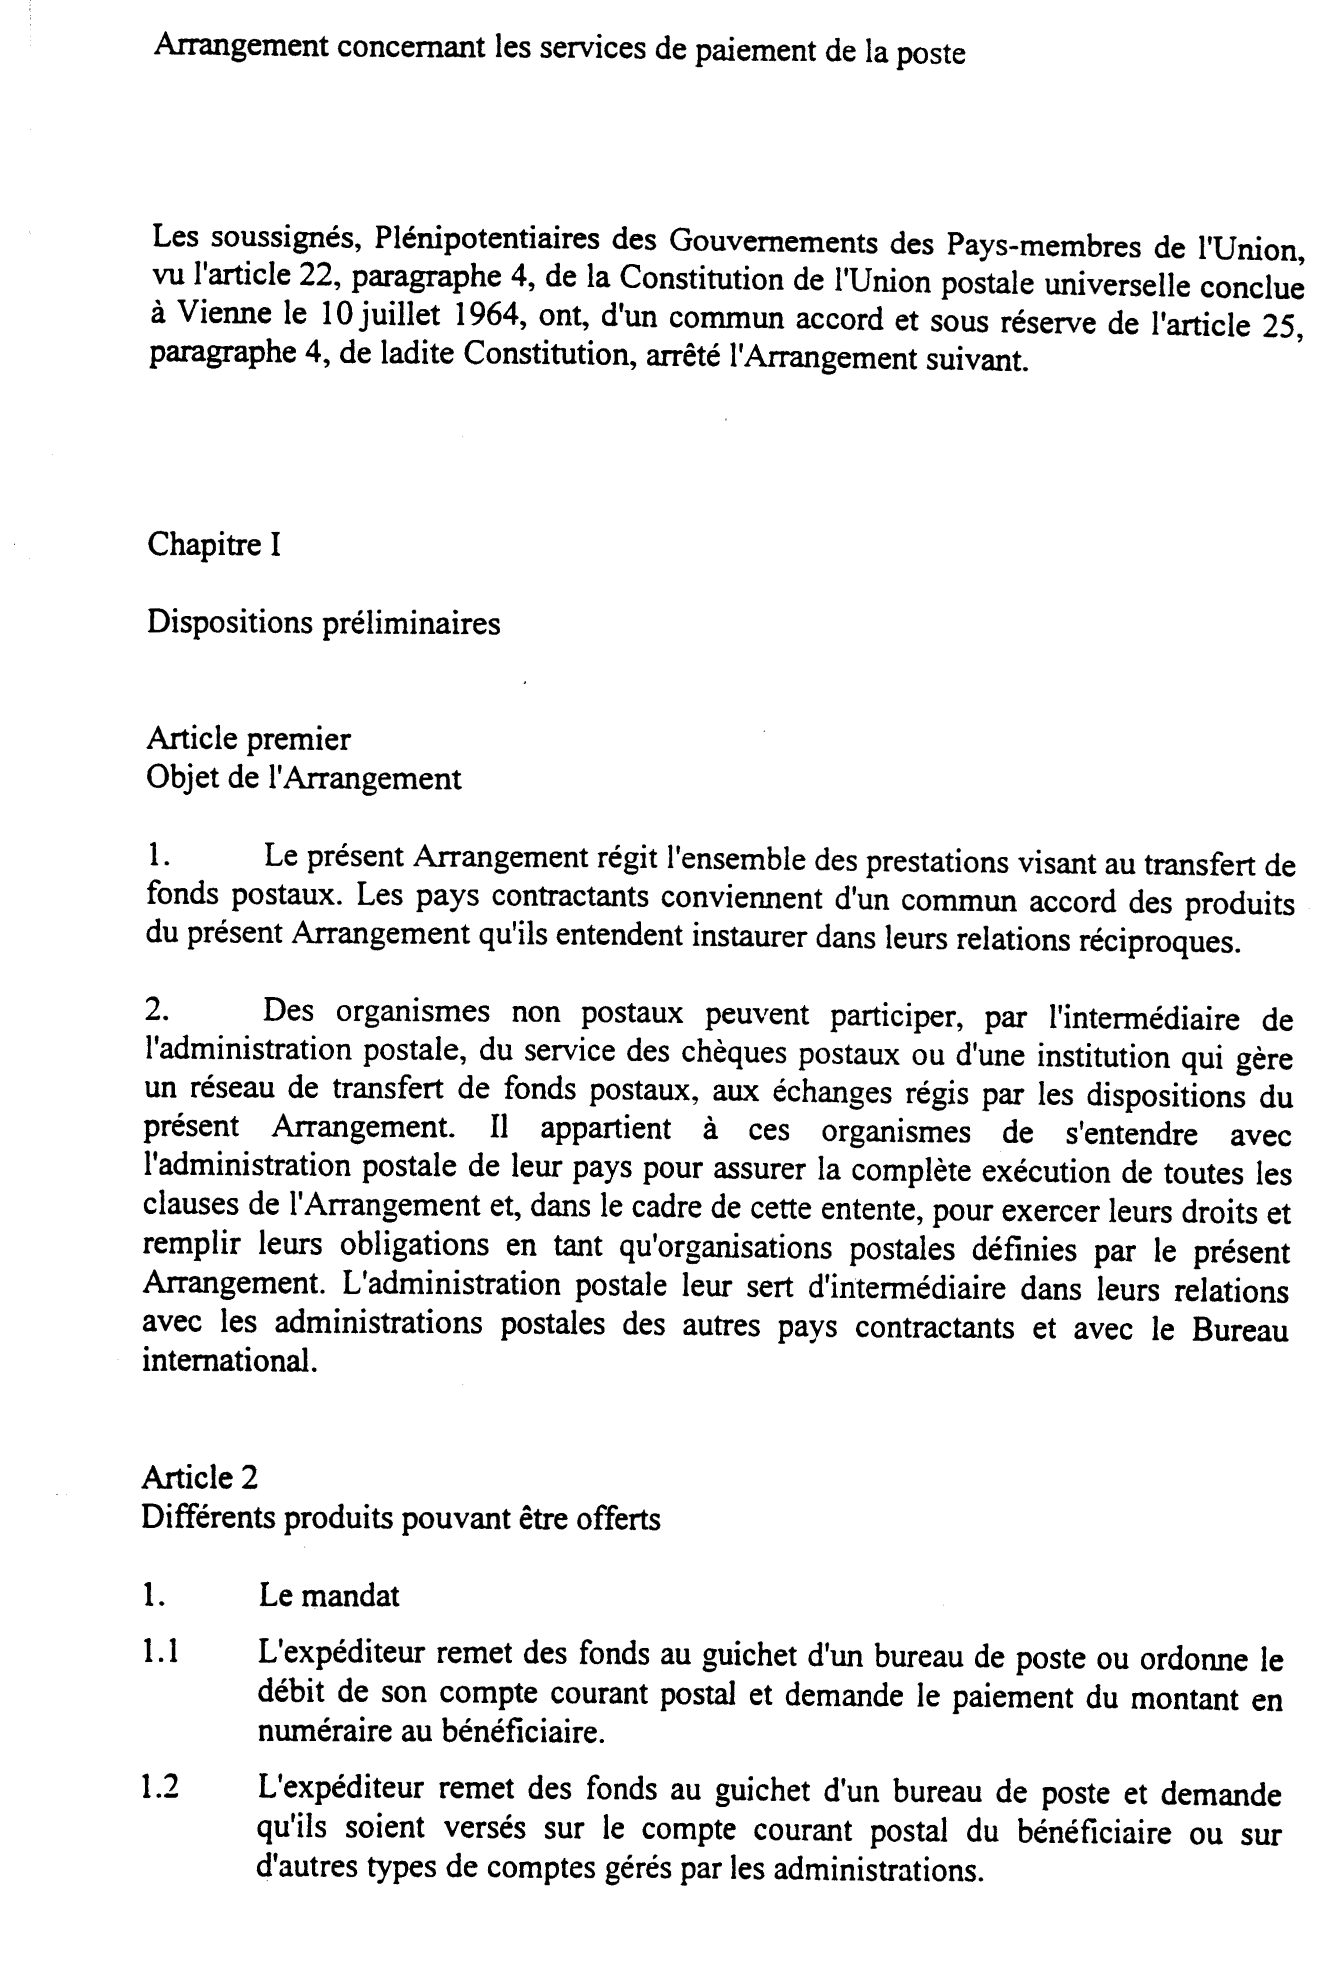 Arrangement concernant les services de paiement de la poste
Les soussignés, Plénipotentiaires des Gouvernements des Pays-membres de l'Union,
vu l'article 22, paragraphe 4, de la Constitution de l'Union postale universelle conclue
à Vienne le 10 juillet 1964, ont, d'un commun accord et sous réserve de l'article 25,
paragraphe 4, de ladite Constitution, arrêté l'Arrangement suivant.
Chapitre I
Dispositions préliminaires
Article premier
Objet de l'Arrangement
1. Le présent Arrangement régit l'ensemble des prestations visant au transfert de
fonds postaux. Les pays contractants conviennent d'un commun accord des produits
du présent Arrangement qu'ils entendent instaurer dans leurs relations réciproques.
2. Des organismes non postaux peuvent participer, par l'intermédiaire de
l'administration postale, du service des chèques postaux ou d'une institution qui gère
un réseau de transfert de fonds postaux, aux échanges régis par les dispositions du
présent Arrangement. Il appartient à ces organismes de s'entendre avec
l'administration postale de leur pays pour assurer la complète exécution de toutes les
clauses de l'Arrangement et, dans le cadre de cette entente, pour exercer leurs droits et
remplir leurs obligations en tant qu'organisations postales définies par le présent
Arrangement. L'administration postale leur sert d'intermédiaire dans leurs relations
avec les administrations postales des autres pays contractants et avec le Bureau
international.
Article 2
Différents produits pouvant être offerts
1. Le mandat
1.1 L'expéditeur remet des fonds au guichet d'un bureau de poste ou ordonne le
débit de son compte courant postal et demande le paiement du montant en
numéraire au bénéficiaire.
1.2 L'expéditeur remet des fonds au guichet d'un bureau de poste et demande
qu'ils soient versés sur le compte courant postal du bénéficiaire ou sur
d'autres types de comptes gérés par les administrations.